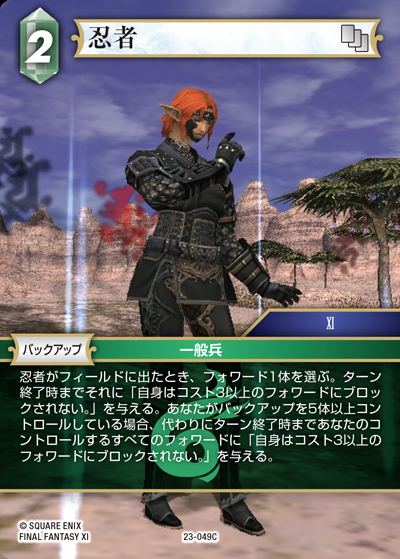 2
忍者
XI
バックアップ
一般兵
忍者がフィールドに出たとき、フォワード1体を選ぶ。ターン
終了時までそれに「自身はコスト3以上のフォワードにブロッ
クされない。」を与える。あなたがバックアップを5体以上コン
トロールしている場合、代わりにターン終了時まであなたのコ
ントロールするすべてのフォワードに「自身はコスト3以上の
フォワードにブロックされない。」を与える。
© SQUARE ENIX
FINAL FANTASY XI
23-049C